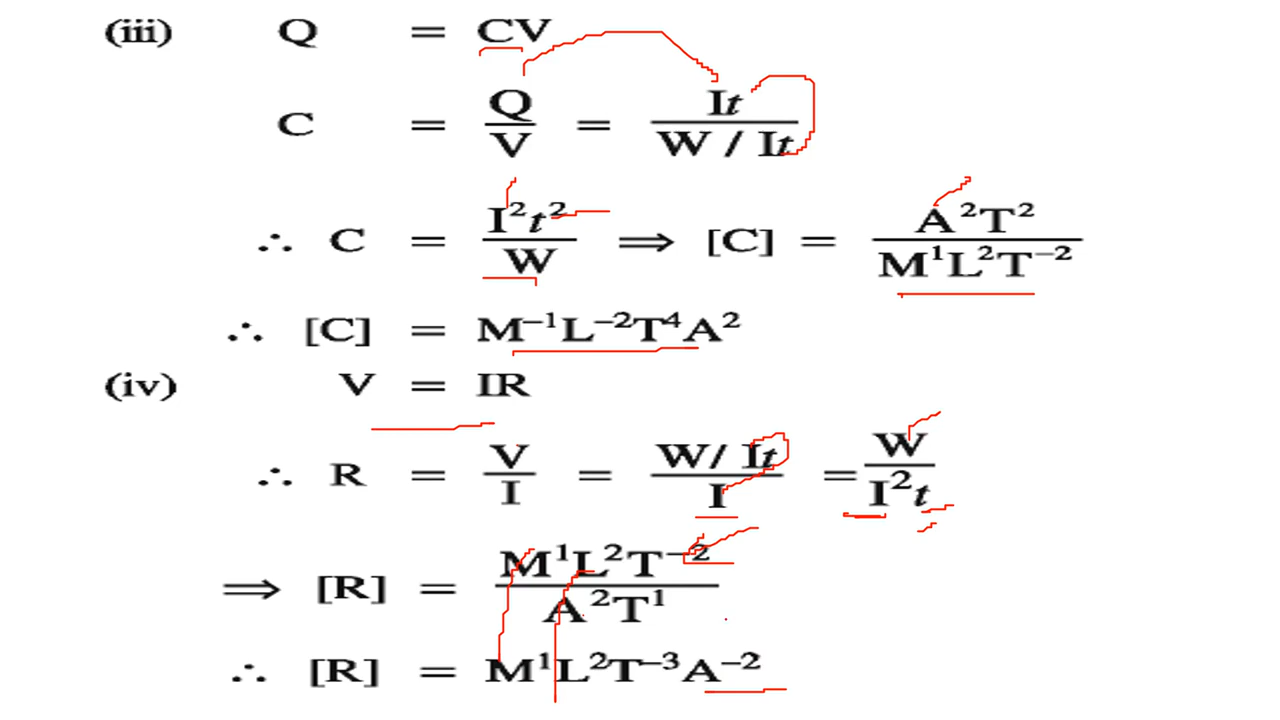 (iii) Q = CV
C = Q/V = It/(W / It)
∴ C = I²t²/W ⟹ [C] = A²T²/M¹L²T⁻²
∴ [C] = M⁻¹L⁻²T⁴A²
(iv) V = IR
∴ R = V/I = (W/ It)/I = W/I²t
⟹ [R] = M¹L²T⁻²/A²T¹
∴ [R] = M¹L²T⁻³A⁻²